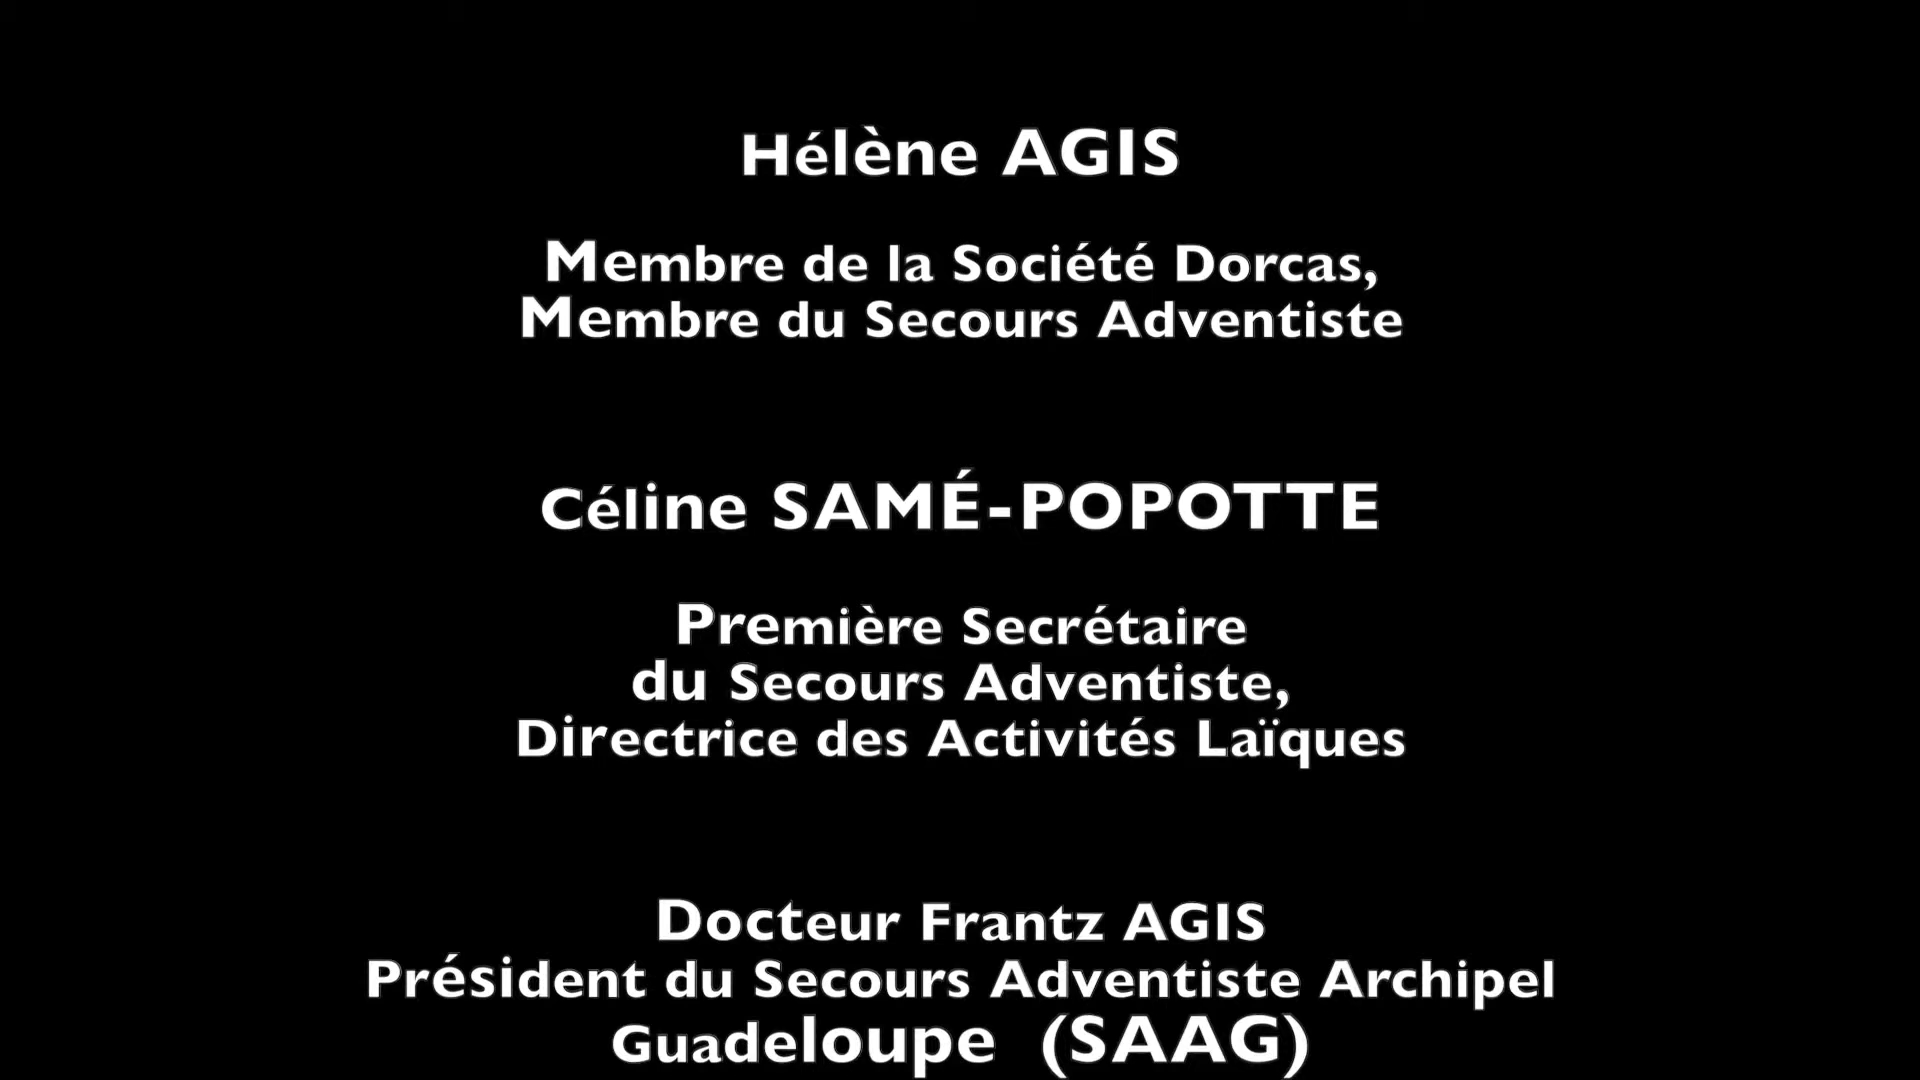 Hélène AGIS
Membre de la Société Dorcas,
Membre du Secours Adventiste
Céline SAMÉ-POPOTTE
Première Secrétaire
du Secours Adventiste,
Directrice des Activités Laïques
Docteur Frantz AGIS
Président du Secours Adventiste Archipel
Guadeloupe (SAAG)